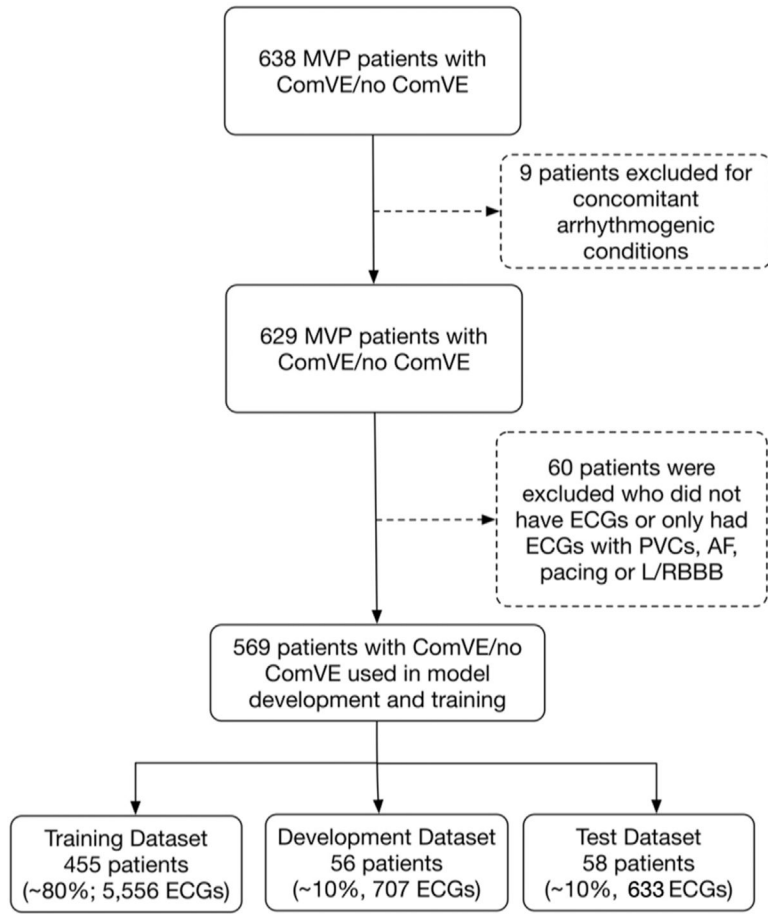 638 MVP patients with
ComVE/no ComVE
9 patients excluded for
concomitant
arrhythmogenic
conditions
629 MVP patients with
ComVE/no ComVE
60 patients were
excluded who did not
have ECGs or only had
ECGs with PVCs, AF,
pacing or L/RBBB
569 patients with ComVE/no
ComVE used in model
development and training
Training Dataset
455 patients
(~80%; 5,556 ECGs)
Development Dataset
56 patients
(~10%, 707 ECGs)
Test Dataset
58 patients
(~10%, 633 ECGs)